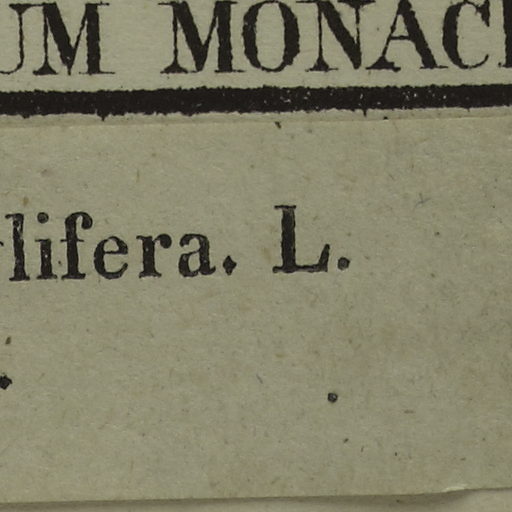 UM MONAC
lifera. L.
.